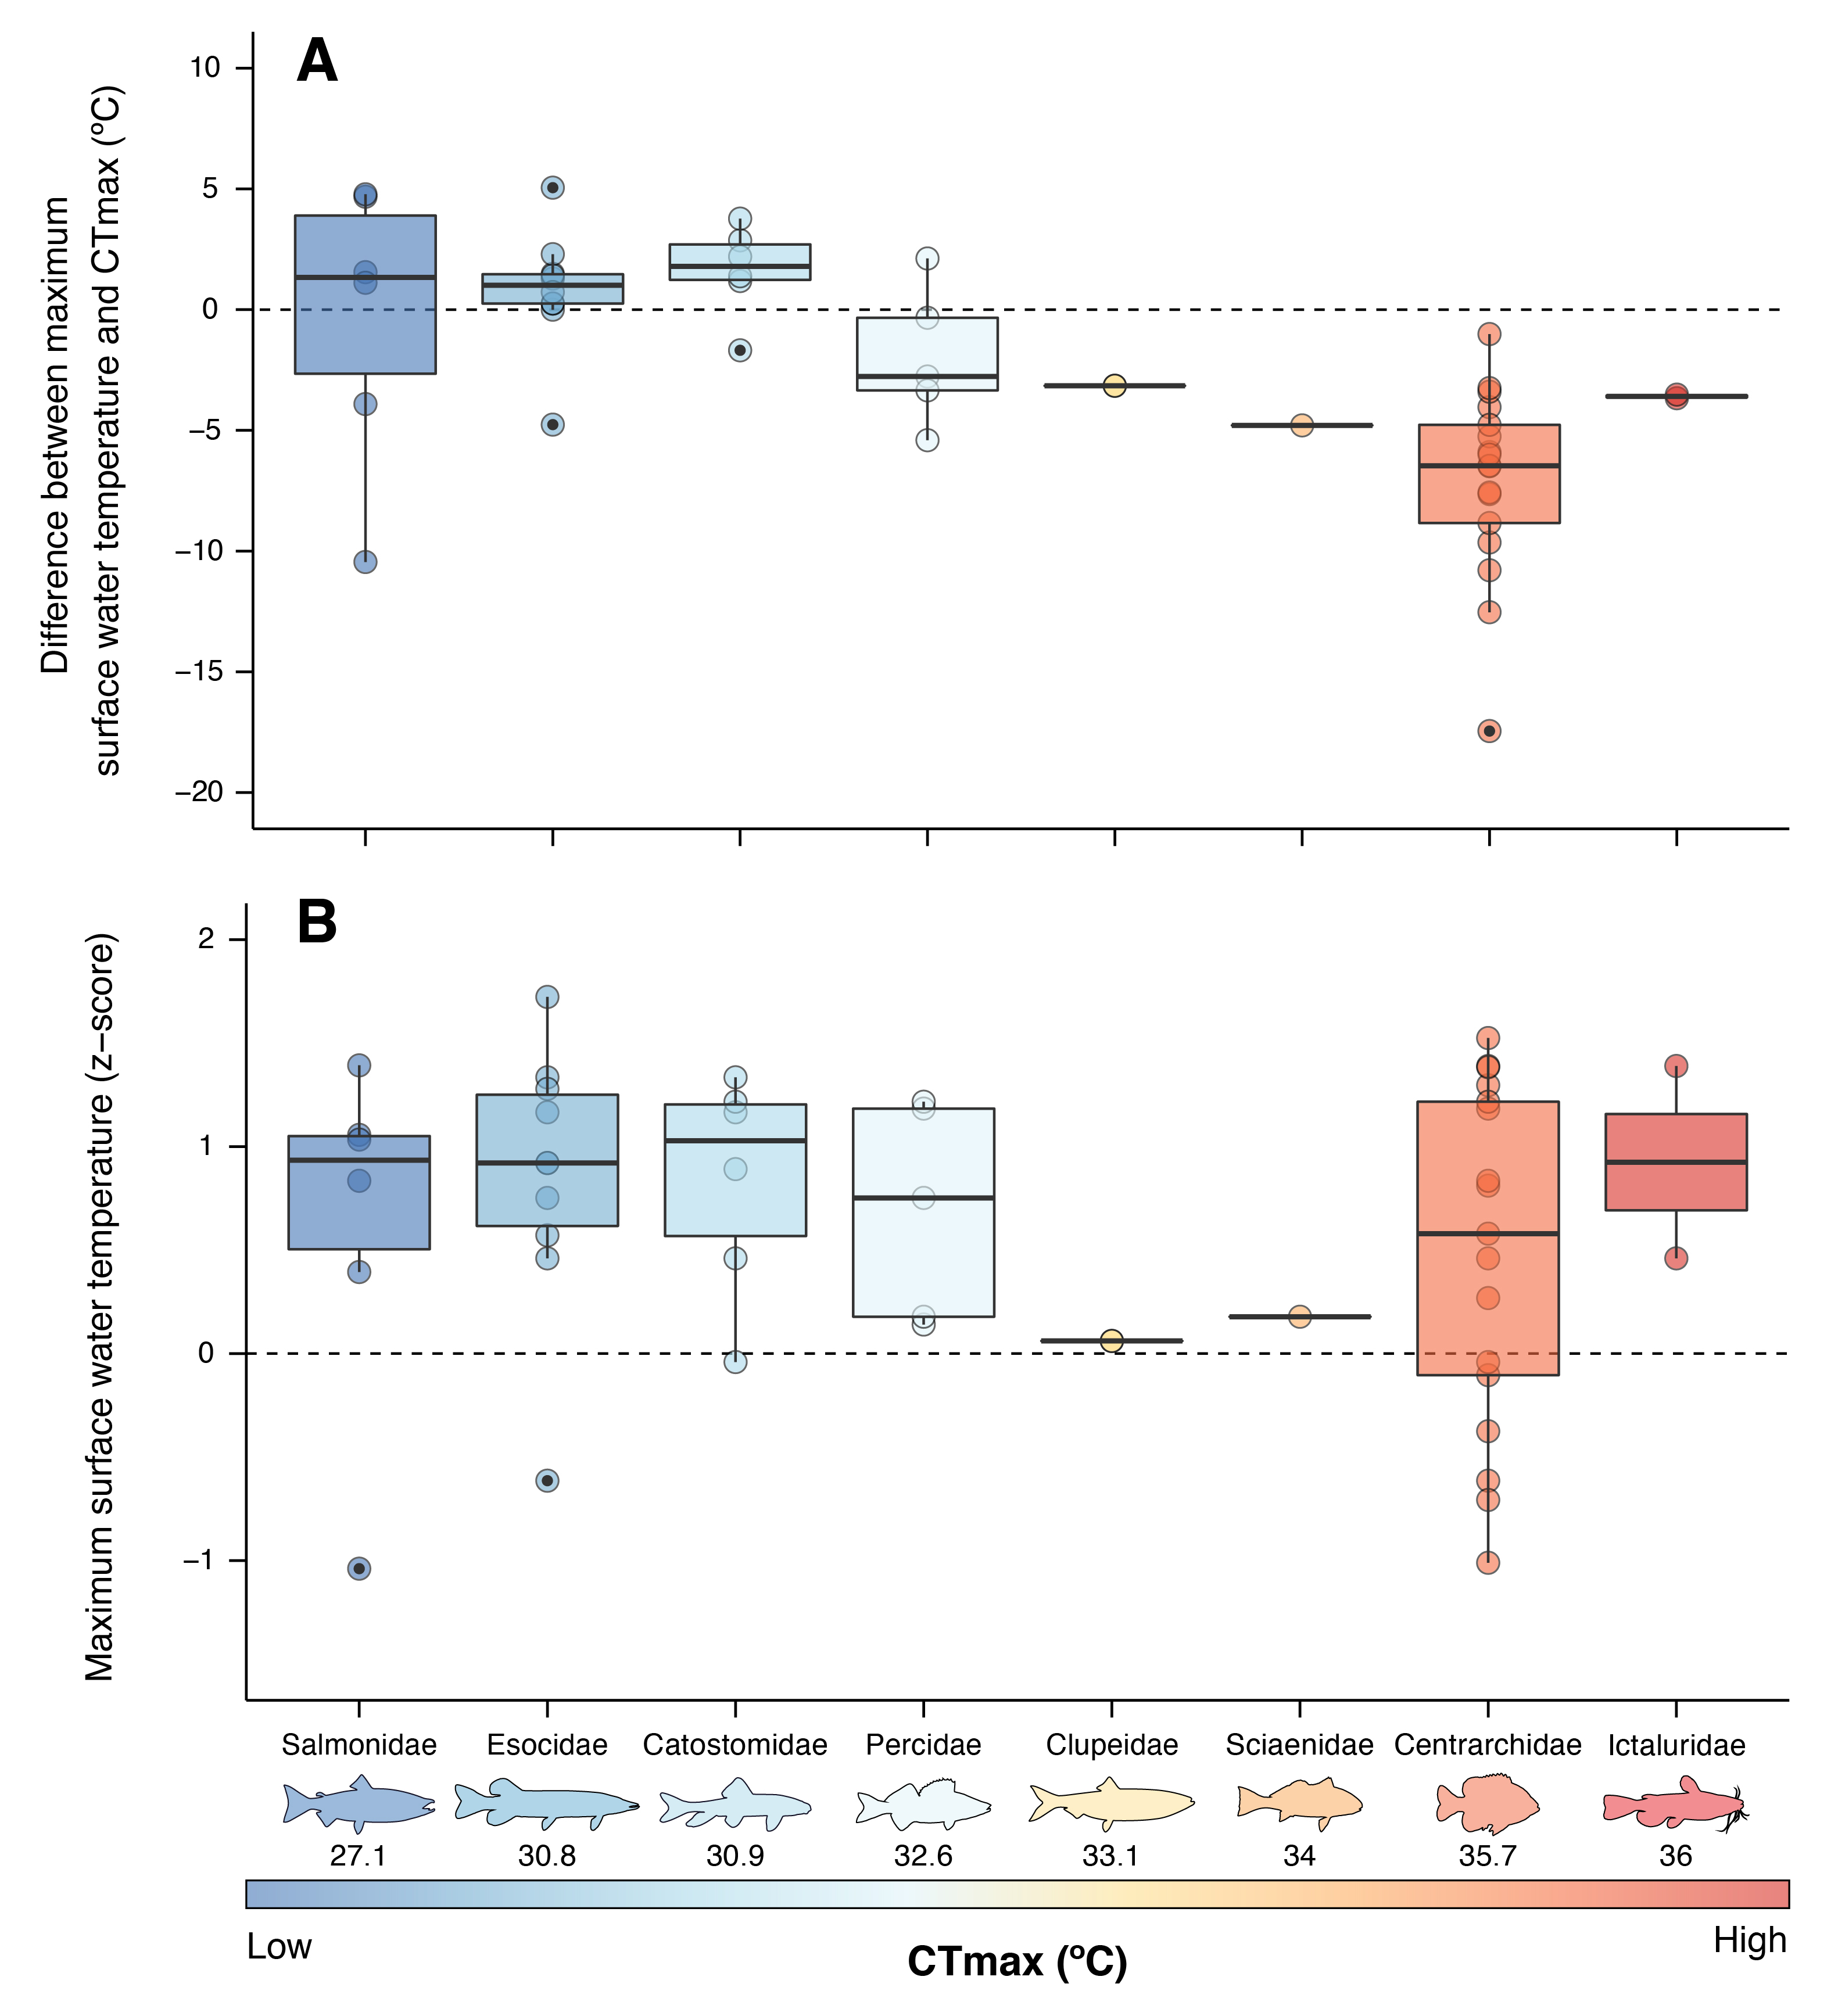 A
Difference between maximum
surface water temperature and CTmax (ºC)
10
5
0
−5
−10
−15
−20
B
Maximum surface water temperature (z−score)
2
1
0
−1
Salmonidae Esocidae Catostomidae Percidae Clupeidae Sciaenidae Centrarchidae Ictaluridae
27.1 30.8 30.9 32.6 33.1 34 35.7 36
Low High
CTmax (ºC)